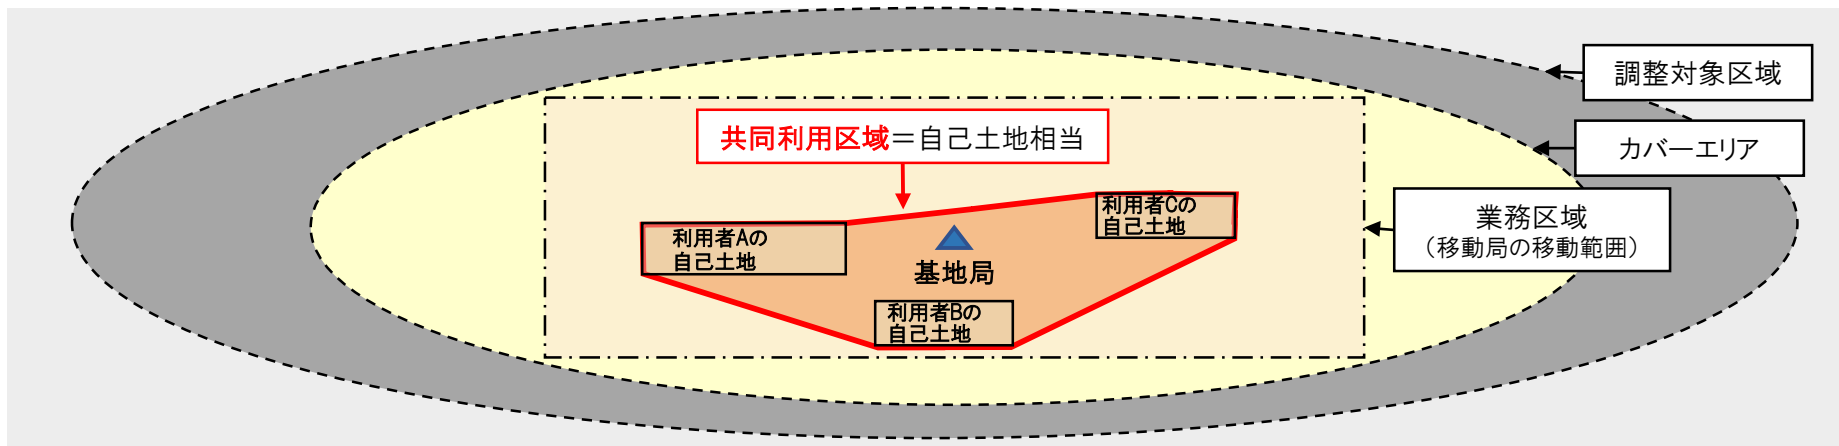 調整対象区域
共同利用区域＝自己土地相当
カバーエリア
業務区域
（移動局の移動範囲）
利用者Aの
自己土地
利用者Cの
自己土地
基地局
利用者Bの
自己土地